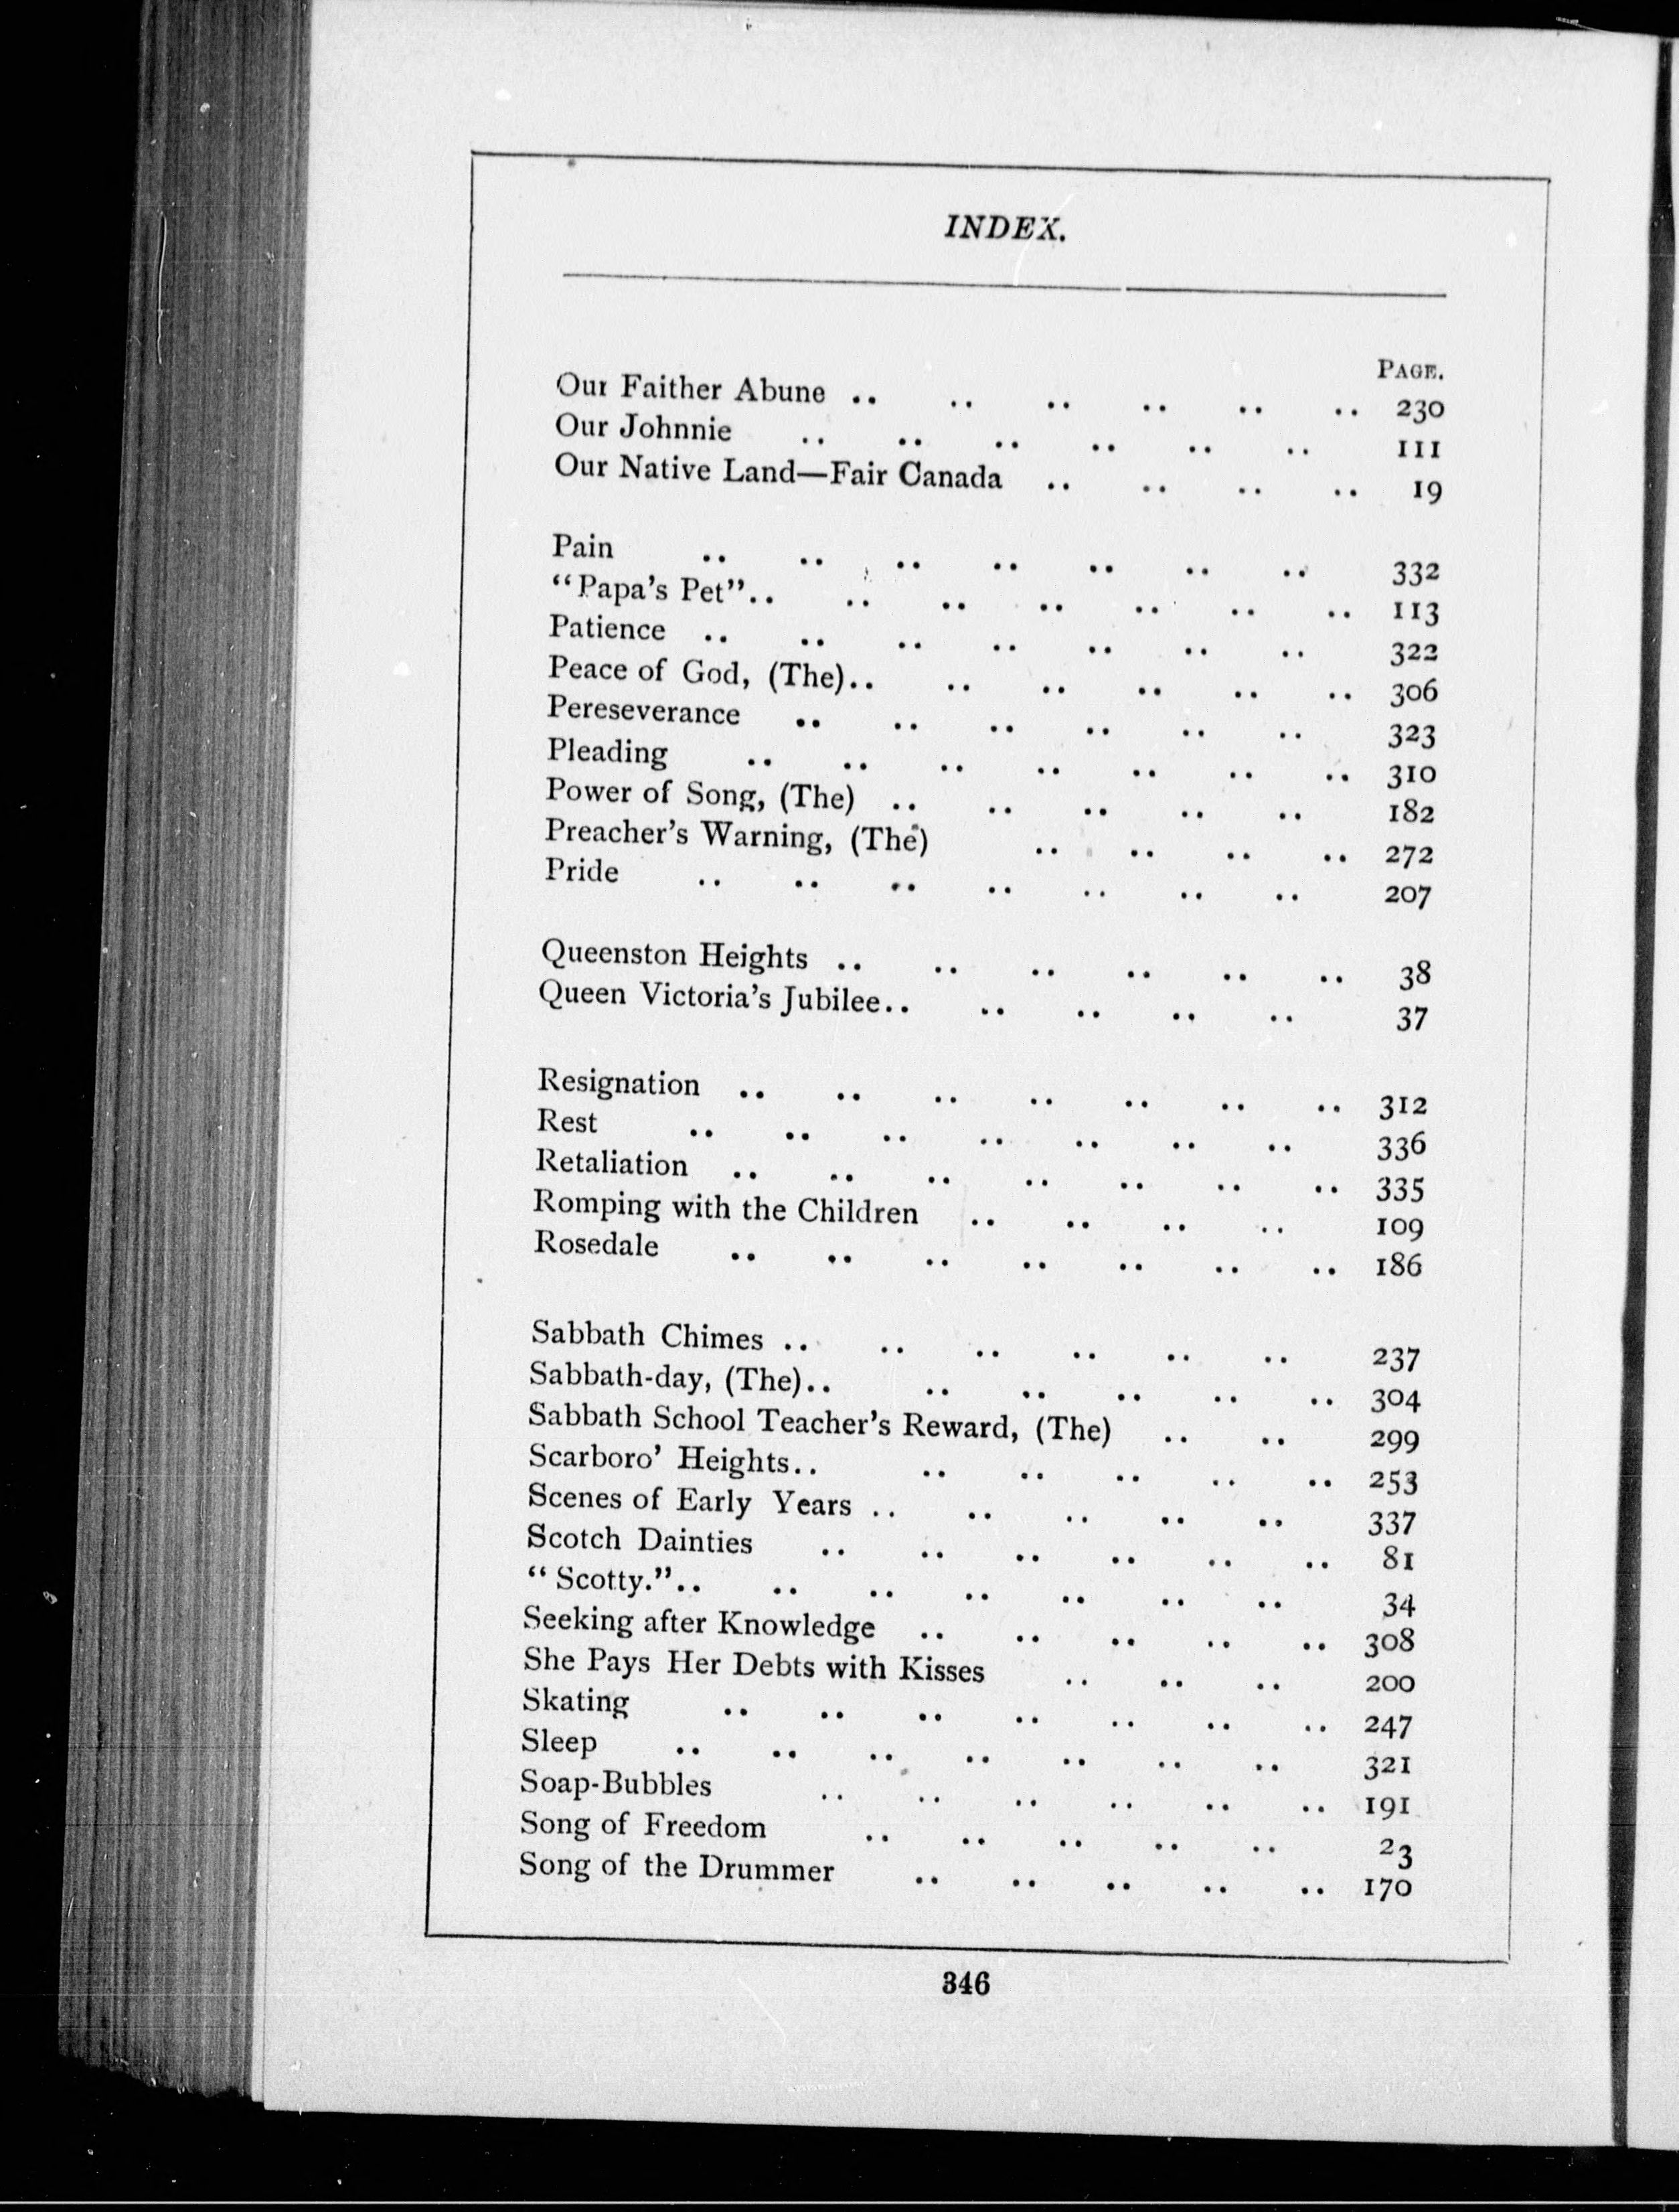 INDEX.
PAGE.
Our Faither Abune .. .. .. .. .. .. 230
Our Johnnie .. .. .. .. .. .. 111
Our Native Land—Fair Canada .. .. .. .. 19
Pain .. .. .. .. .. .. .. 332
“Papa’s Pet”.. .. .. .. .. .. .. 113
Patience .. .. .. .. .. .. .. 322
Peace of God, (The).. .. .. .. .. .. 306
Pereseverance .. .. .. .. .. .. 323
Pleading .. .. .. .. .. .. .. 310
Power of Song, (The) .. .. .. .. .. 182
Preacher’s Warning, (The) .. .. .. .. 272
Pride .. .. .. .. .. .. .. 207
Queenston Heights .. .. .. .. .. .. 38
Queen Victoria’s Jubilee.. .. .. .. .. 37
Resignation .. .. .. .. .. .. .. 312
Rest .. .. .. .. .. .. .. 336
Retaliation .. .. .. .. .. .. .. 335
Romping with the Children .. .. .. .. 109
Rosedale .. .. .. .. .. .. .. 186
Sabbath Chimes .. .. .. .. .. .. 237
Sabbath-day, (The).. .. .. .. .. .. 304
Sabbath School Teacher’s Reward, (The) .. .. 299
Scarboro’ Heights.. .. .. .. .. .. 253
Scenes of Early Years .. .. .. .. .. 337
Scotch Dainties .. .. .. .. .. .. 81
“Scotty.”.. .. .. .. .. .. .. 34
Seeking after Knowledge .. .. .. .. .. 308
She Pays Her Debts with Kisses .. .. .. 200
Skating .. .. .. .. .. .. .. 247
Sleep .. .. .. .. .. .. .. 321
Soap-Bubbles .. .. .. .. .. .. 191
Song of Freedom .. .. .. .. .. 23
Song of the Drummer .. .. .. .. .. 170
346